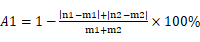 A1 = 1 − |n1−m1|+|n2−m2| / m1+m2 × 100%